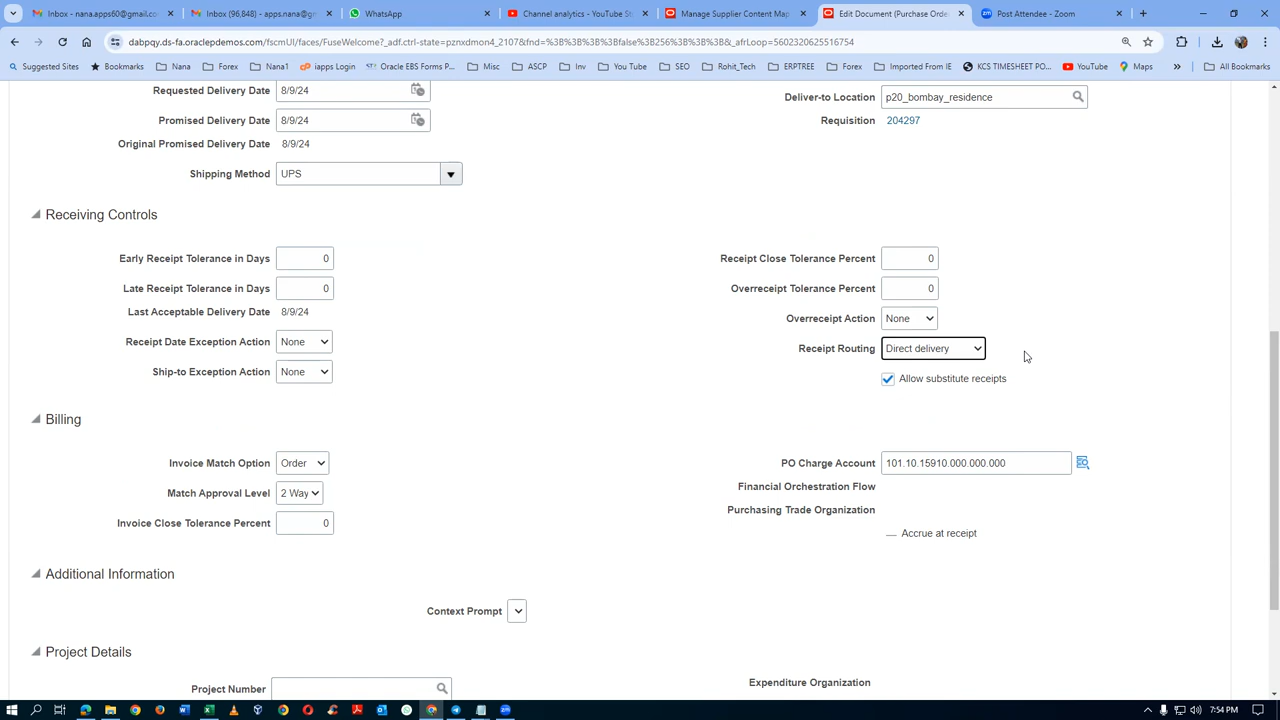 Inbox - apps60@gmail.co
Inbox (96,848) - apps.nana@gm
WhatsApp
Channel analytics - YouTube St
Manage Supplier Content Map
Edit Document (Purchase Orde
Post Attendee - Zoom
dabpqy.ds-fa.oraclepdemos.com/fscmUI/faces/FuseWelcome?_adf.ctrl-state=pznxdmon4_2107&fnd=%3B%3B%3B%3Bfalse%3B256%3B%3B%3B&_afrLoop=5602320625516754
Suggested Sites
Bookmarks
Nana
Forex
Nana1
iapps Login
Oracle EBS Forms P...
Misc
ASCP
Inv
You Tube
SEO
Rohit_Tech
ERPTREE
Forex
Imported From IE
KCS TIMESHEET PO...
YouTube
Maps
All Bookmarks
Requested Delivery Date 8/9/24
Deliver-to Location p20_bombay_residence
Promised Delivery Date 8/9/24
Requisition 204297
Original Promised Delivery Date 8/9/24
Shipping Method UPS
Receiving Controls
Early Receipt Tolerance in Days 0
Receipt Close Tolerance Percent 0
Late Receipt Tolerance in Days 0
Overreceipt Tolerance Percent 0
Last Acceptable Delivery Date 8/9/24
Overreceipt Action None
Receipt Date Exception Action None
Receipt Routing Direct delivery
Ship-to Exception Action None
Allow substitute receipts
Billing
Invoice Match Option Order
PO Charge Account 101.10.15910.000.000.000
Financial Orchestration Flow
Match Approval Level 2 Way
Purchasing Trade Organization
Invoice Close Tolerance Percent 0
Accrue at receipt
Additional Information
Context Prompt
Project Details
Project Number
Expenditure Organization
7:54 PM